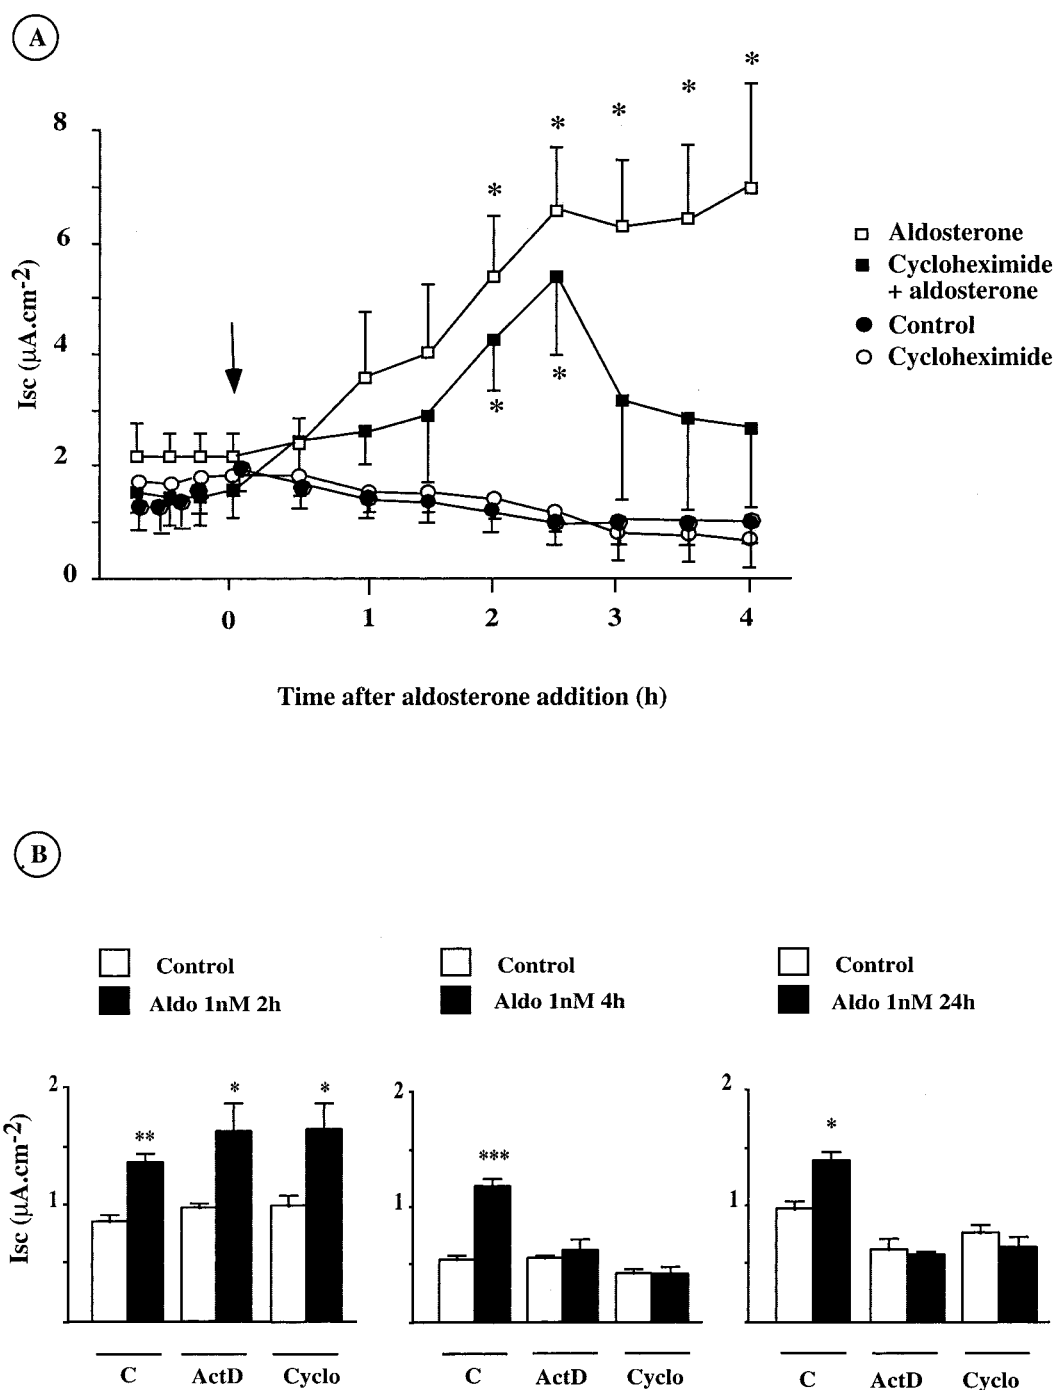 A
8
6
4
2
0
Isc (µA.cm-2)
* * * * *
* *
0 1 2 3 4
Time after aldosterone addition (h)
Aldosterone
Cycloheximide
+ aldosterone
Control
Cycloheximide
B
Control
Aldo 1nM 2h
Control
Aldo 1nM 4h
Control
Aldo 1nM 24h
Isc (µA.cm-2)
2
1
** * *
C ActD Cyclo
2
1
***
C ActD Cyclo
2
1
*
C ActD Cyclo